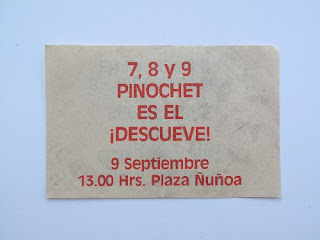 7, 8 y 9
PINOCHET
ES EL
¡DESCUEVE!
9 Septiembre
13.00 Hrs. Plaza Ñuñoa